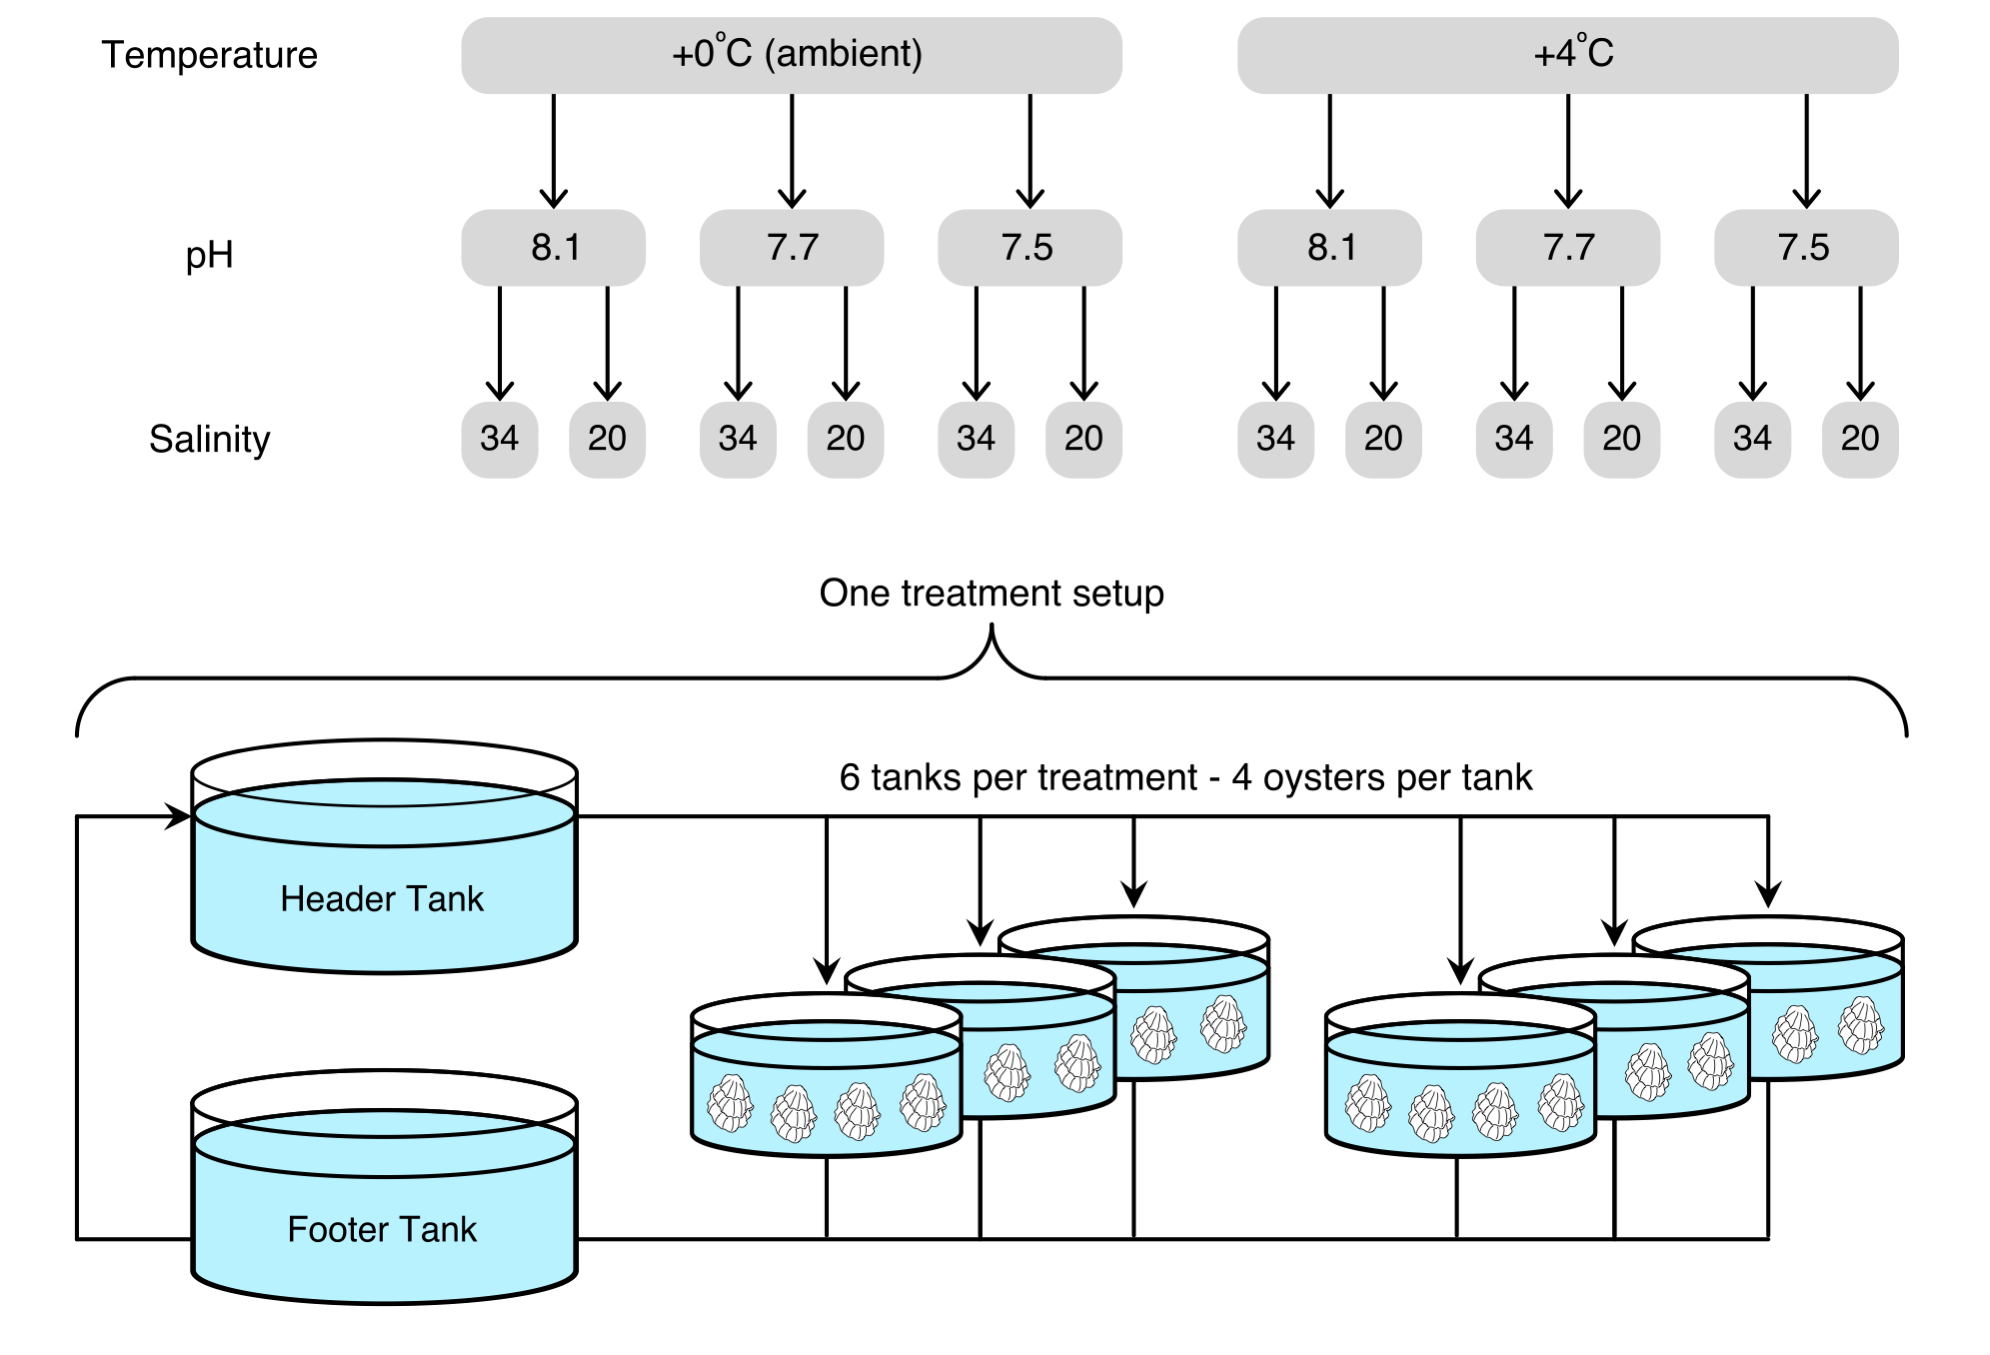 Temperature
+0°C (ambient)
+4°C
pH
8.1
7.7
7.5
8.1
7.7
7.5
Salinity
34
20
34
20
34
20
34
20
34
20
34
20
One treatment setup
6 tanks per treatment - 4 oysters per tank
Header Tank
Footer Tank